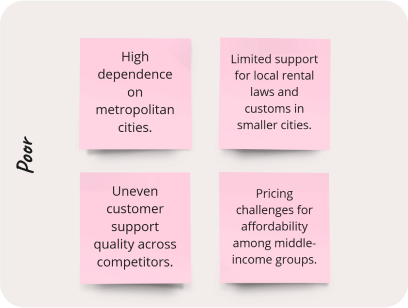 Poor
High
dependence
on
metropolitan
cities.
Limited support
for local rental
laws and
customs in
smaller cities.
Uneven
customer
support
quality across
competitors.
Pricing
challenges for
affordability
among middle-
income groups.